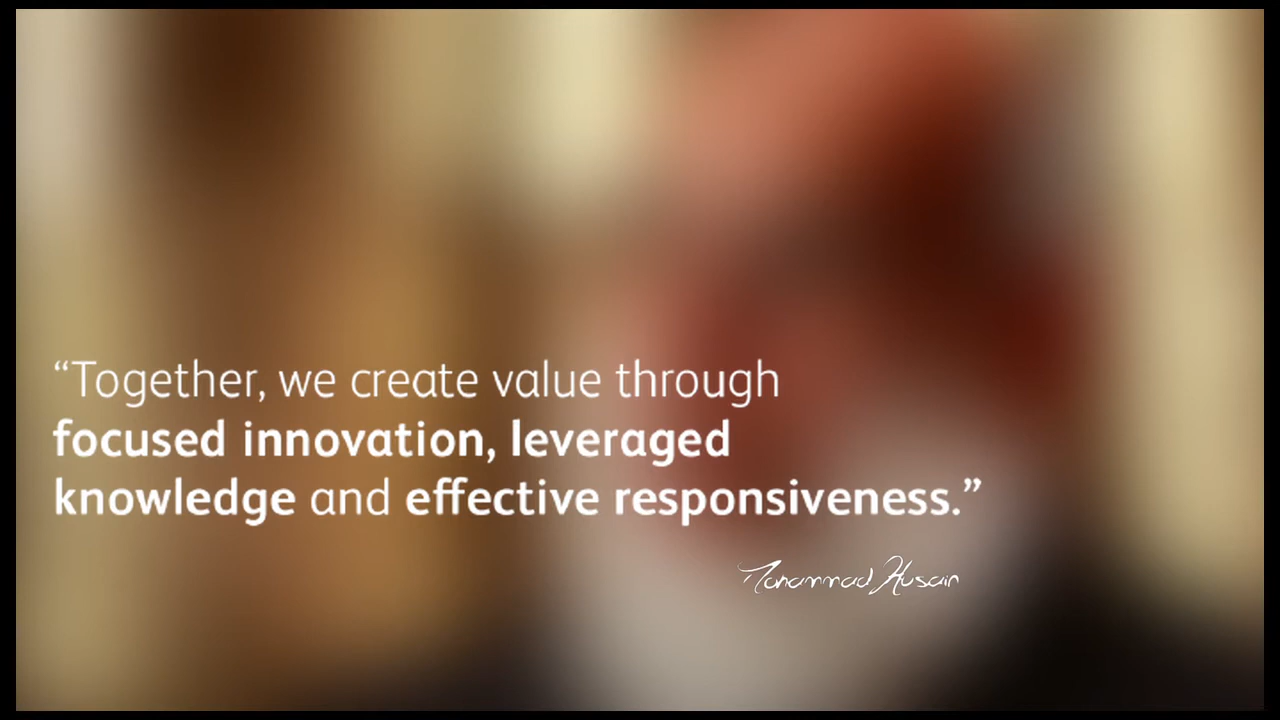 “Together, we create value through
focused innovation, leveraged
knowledge and effective responsiveness.”
Mohammad Husain